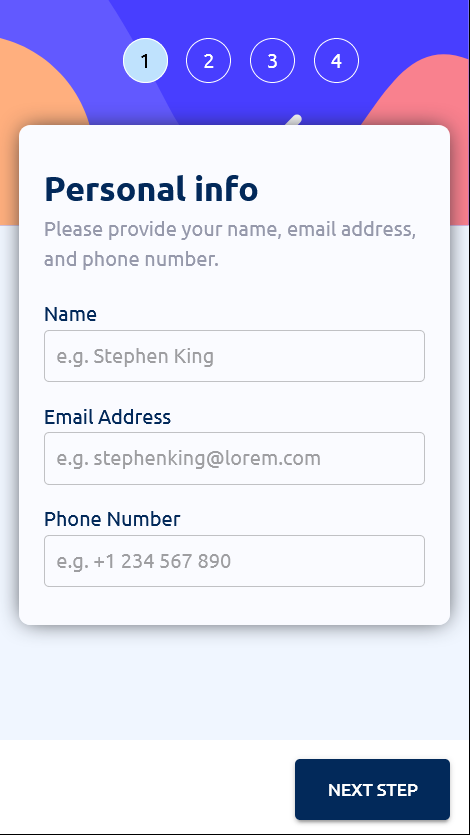 1 2 3 4
Personal info
Please provide your name, email address,
and phone number.
Name
e.g. Stephen King
Email Address
e.g. stephenking@lorem.com
Phone Number
e.g. +1 234 567 890
NEXT STEP